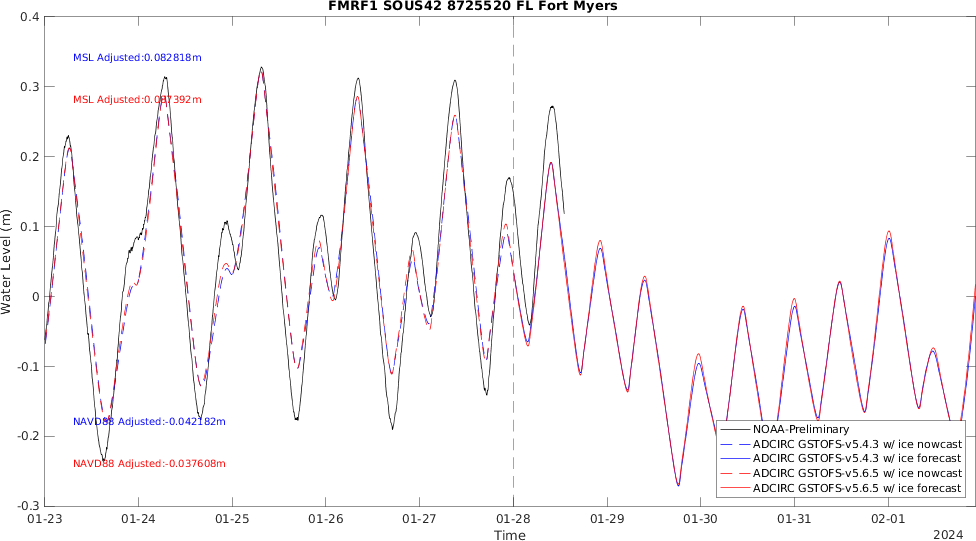 FMRF1 SOUS42 8725520 FL Fort Myers
0.4
0.3
0.2
0.1
0
-0.1
-0.2
-0.3
Water Level (m)
MSL Adjusted:0.082818m
MSL Adjusted:0.087392m
NAVD88 Adjusted:-0.042182m
NAVD88 Adjusted:-0.037608m
NOAA-Preliminary
ADCIRC GSTOFS-v5.4.3 w/ ice nowcast
ADCIRC GSTOFS-v5.4.3 w/ ice forecast
ADCIRC GSTOFS-v5.6.5 w/ ice nowcast
ADCIRC GSTOFS-v5.6.5 w/ ice forecast
01-23 01-24 01-25 01-26 01-27 01-28 01-29 01-30 01-31 02-01
Time
2024